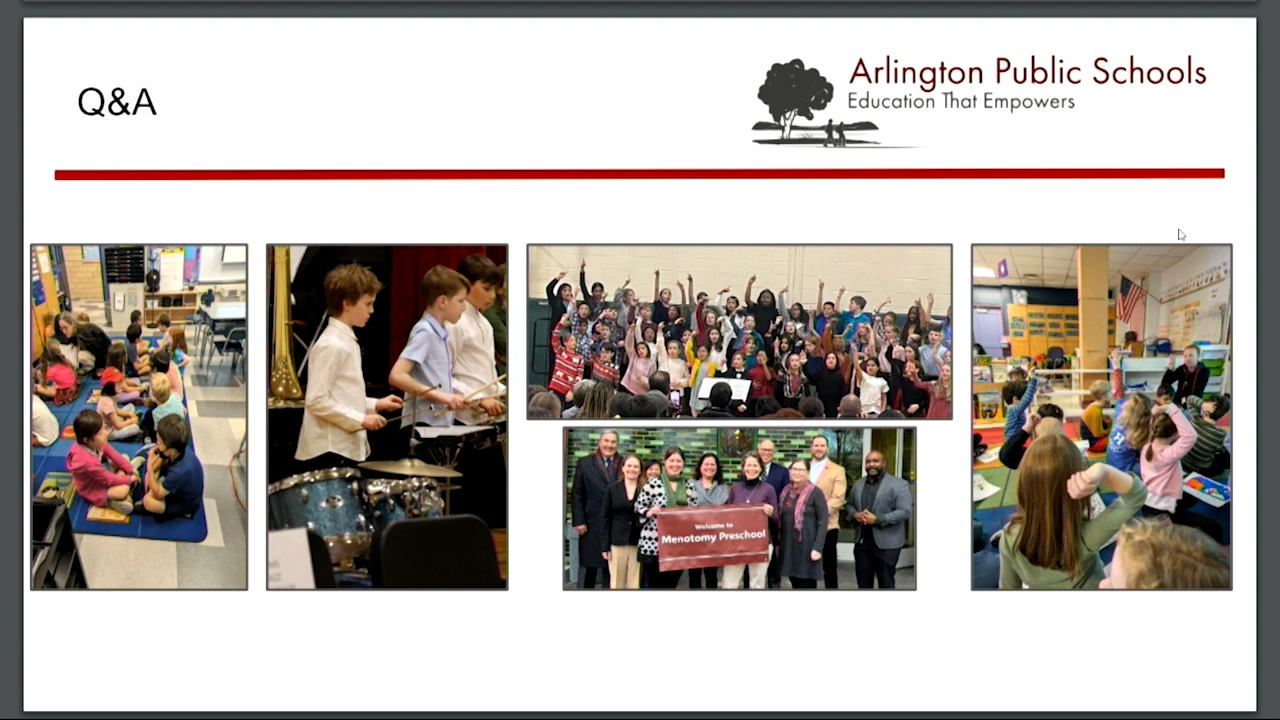 Q&A
Arlington Public Schools
Education That Empowers
Welcome to
Menotomy Preschool